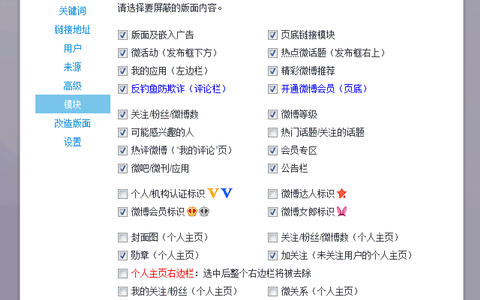 请选择要屏蔽的版面内容。
关键词
链接地址
用户
来源
高级
模块
改造版面
设置
版面及嵌入广告 页底链接模块
微活动（发布框下方） 热点微话题（发布框右上）
我的应用（左边栏） 精彩微博推荐
反钓鱼防欺诈（评论栏） 开通微博会员（页底）
关注/粉丝/微博数 微博等级
可能感兴趣的人 热门话题/关注的话题
热评微博（“我的评论”页） 会员专区
微吧/微刊/应用 公告栏
个人/机构认证标识 微博达人标识
微博会员标识 微博女郎标识
封面图（个人主页） 关注/粉丝/微博数（个人主页）
勋章（个人主页） 加关注（未关注用户的个人主页）
个人主页右边栏：选中后整个右边栏将被去除
我的关注/粉丝（个人主页） 微关系（个人主页）